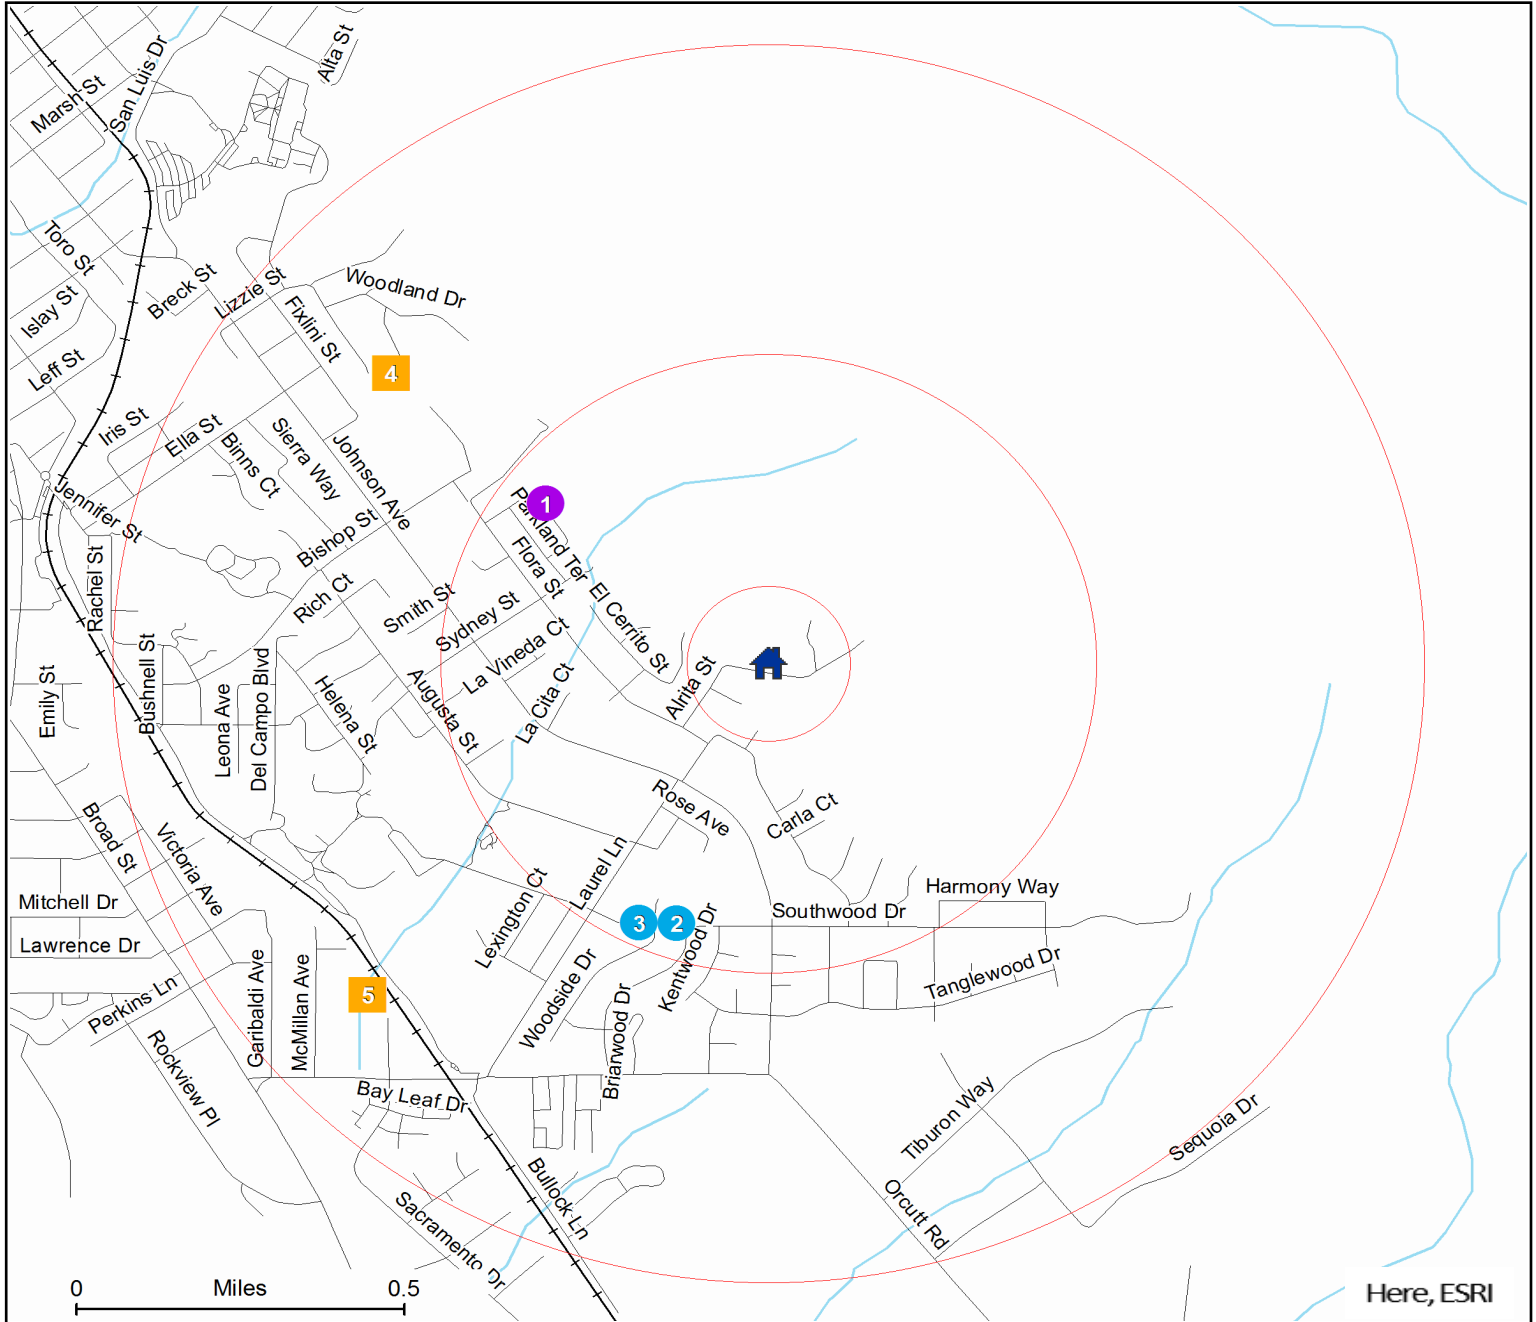 Alta St
San Luis Dr
Marsh St
Toro St
Breck St
Lizzie St
Woodland Dr
Islay St
Fixlini St
Leff St
4
Iris St
Ella St
Binns Ct
Sierra Way
Johnson Ave
Jennifer St
Bishop St
1
Parkland Ter
Flora St
Rachel St
Rich Ct
Smith St
Sydney St
El Cerrito St
La Vineda Ct
La Cita Ct
Alrita St
Emily St
Bushnell St
Leona Ave
Del Campo Blvd
Helena St
Augusta St
Broad St
Victoria Ave
Rose Ave
Carla Ct
Laurel Ln
Lexington Ct
Mitchell Dr
Harmony Way
3
2
Southwood Dr
Lawrence Dr
Kentwood Dr
Tanglewood Dr
Woodside Dr
5
Perkins Ln
Garibaldi Ave
McMillan Ave
Briarwood Dr
Rockview Pl
Bay Leaf Dr
Tiburon Way
Sequoia Dr
Bullock Ln
Orcutt Rd
Sacramento Dr
0 Miles 0.5
Here, ESRI